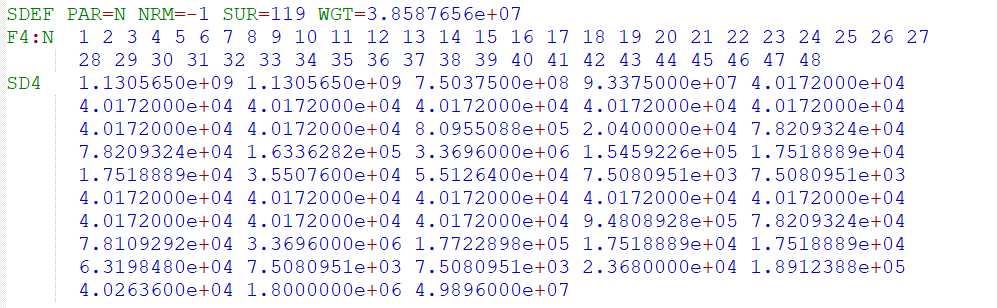 SDEF PAR=N NRM=-1 SUR=119 WGT=3.8587656e+07
F4:N 1 2 3 4 5 6 7 8 9 10 11 12 13 14 15 16 17 18 19 20 21 22 23 24 25 26 27
28 29 30 31 32 33 34 35 36 37 38 39 40 41 42 43 44 45 46 47 48
SD4 1.1305650e+09 1.1305650e+09 7.5037500e+08 9.3375000e+07 4.0172000e+04
4.0172000e+04 4.0172000e+04 4.0172000e+04 4.0172000e+04 4.0172000e+04
4.0172000e+04 4.0172000e+04 8.0955088e+05 2.0400000e+04 7.8209324e+04
7.8209324e+04 1.6336282e+05 3.3696000e+06 1.5459226e+05 1.7518889e+04
1.7518889e+04 3.5507600e+04 5.5126400e+04 7.5080951e+03 7.5080951e+03
4.0172000e+04 4.0172000e+04 4.0172000e+04 4.0172000e+04 4.0172000e+04
4.0172000e+04 4.0172000e+04 4.0172000e+04 9.4808928e+05 7.8209324e+04
7.8109292e+04 3.3696000e+06 1.7722898e+05 1.7518889e+04 1.7518889e+04
6.3198480e+04 7.5080951e+03 7.5080951e+03 2.3680000e+04 1.8912388e+05
4.0263600e+04 1.8000000e+06 4.9896000e+07